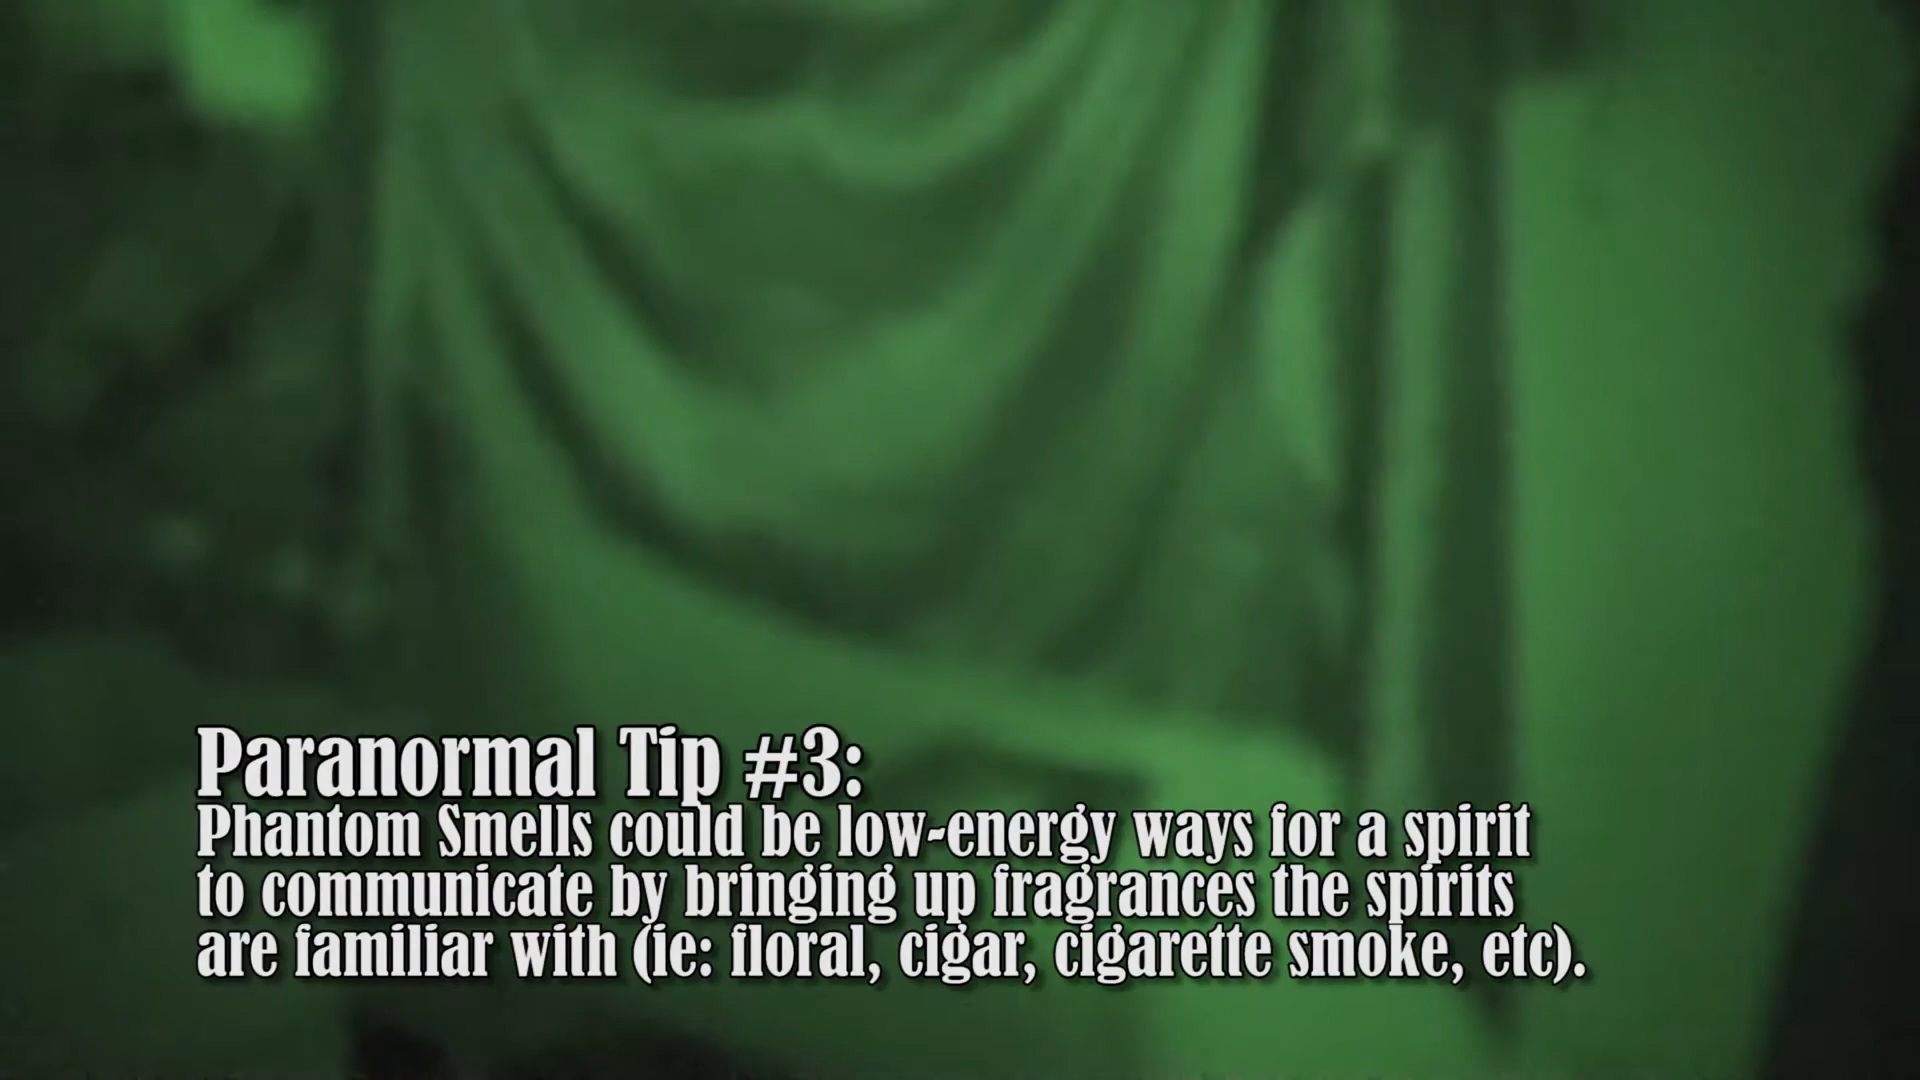 Paranormal Tip #3:
Phantom Smells could be low-energy ways for a spirit
to communicate by bringing up fragrances the spirits
are familiar with (ie: floral, cigar, cigarette smoke, etc).